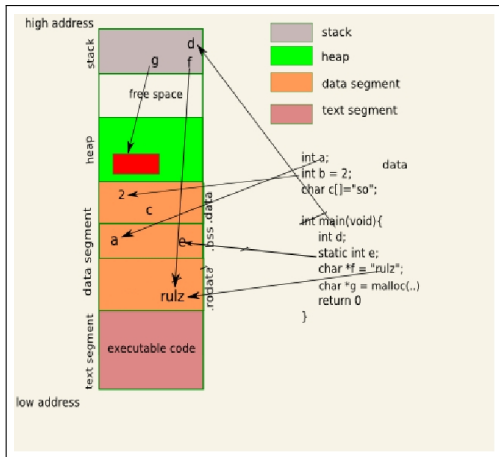 high address
stack
d
g
f
free space
heap
2
c
.data
data segment
a
e
.bss
rulz
.rodata
text segment
executable code
low address
stack
heap
data segment
text segment
data
int a;
int b = 2;
char c[]="so";
int main(void){
int d;
static int e;
char *f = "rulz";
char *g = malloc(..)
return 0
}